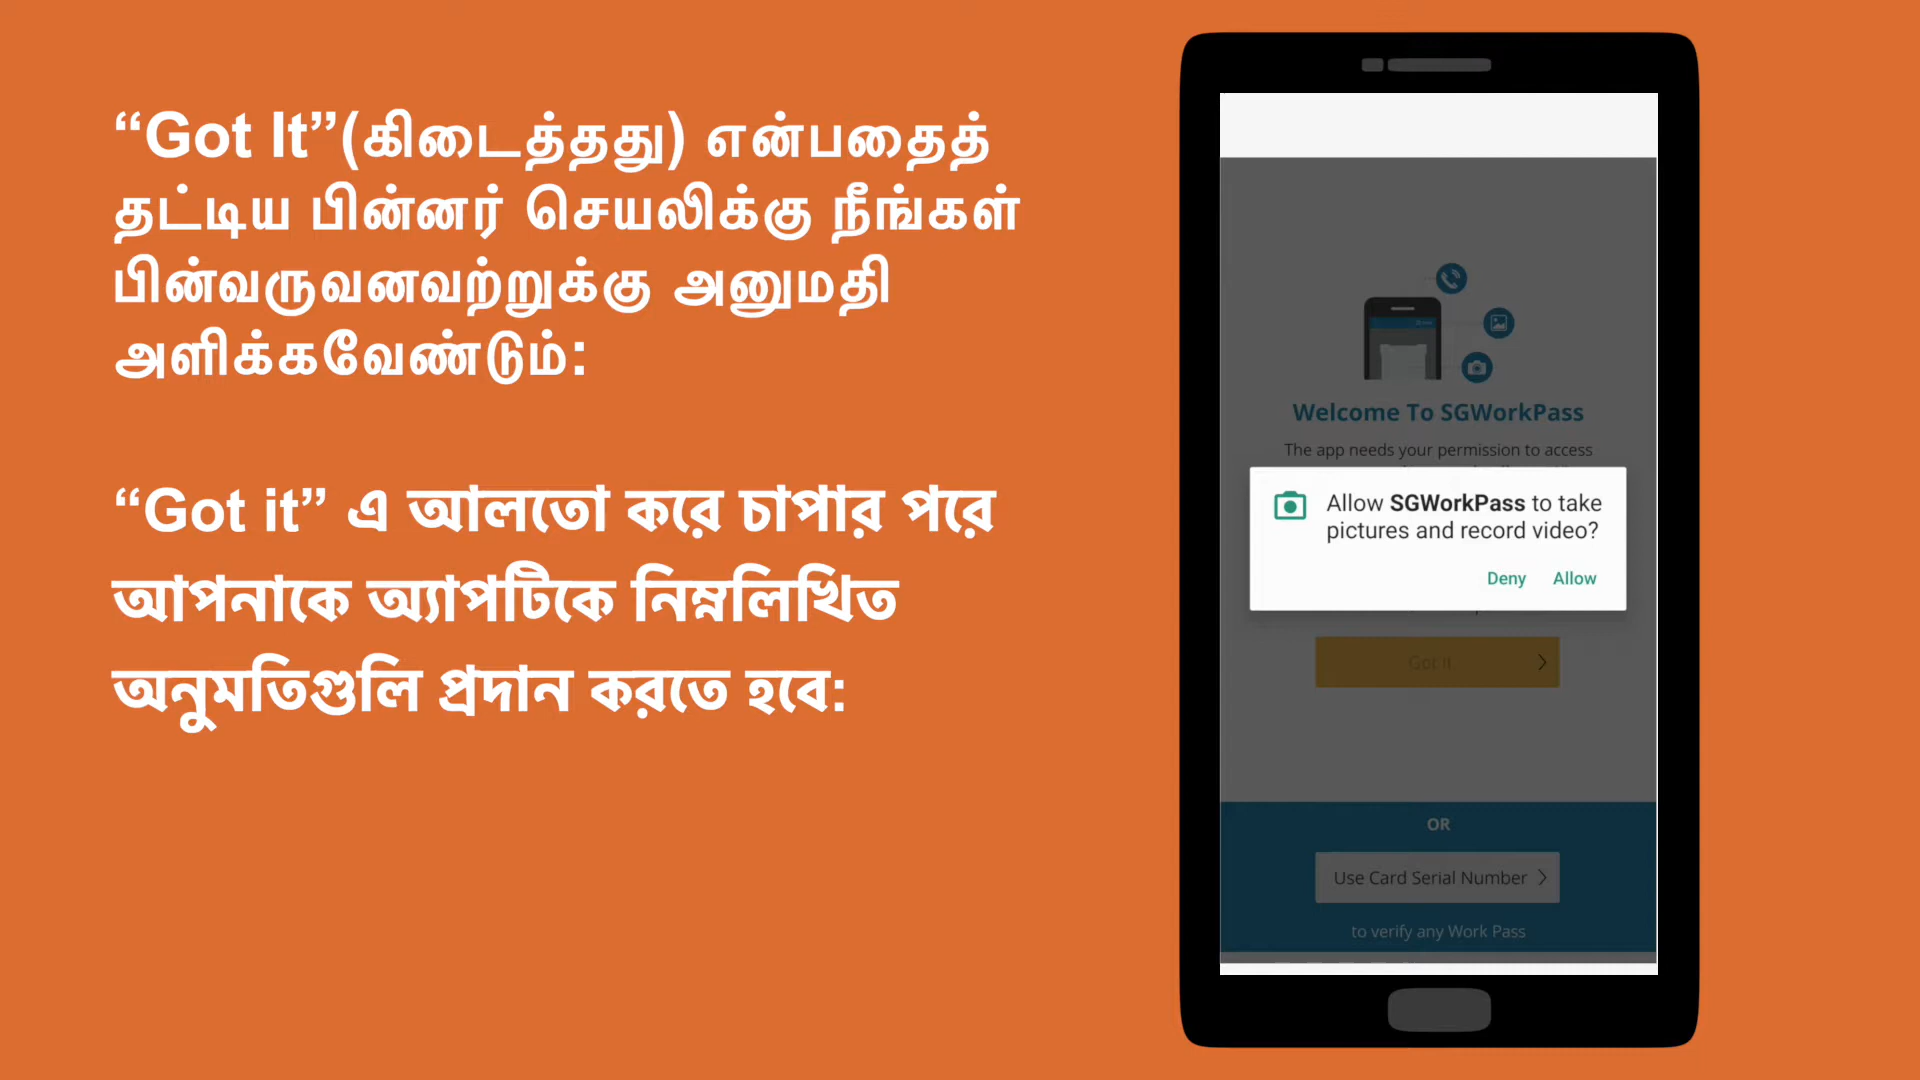 “Got It”(கிடைத்தது) என்பதைத்
தட்டிய பின்னர் செயலிக்கு நீங்கள்
பின்வருவனவற்றுக்கு அனுமதி
அளிக்கவேண்டும்:
“Got it” এ আলতো করে চাপার পরে
আপনাকে অ্যাপটিকে নিম্নলিখিত
অনুমতিগুলি প্রদান করতে হবে:
Welcome To SGWorkPass
The app needs your permission to access
Allow SGWorkPass to take
pictures and record video?
Deny Allow
Got It
OR
Use Card Serial Number
to verify any Work Pass